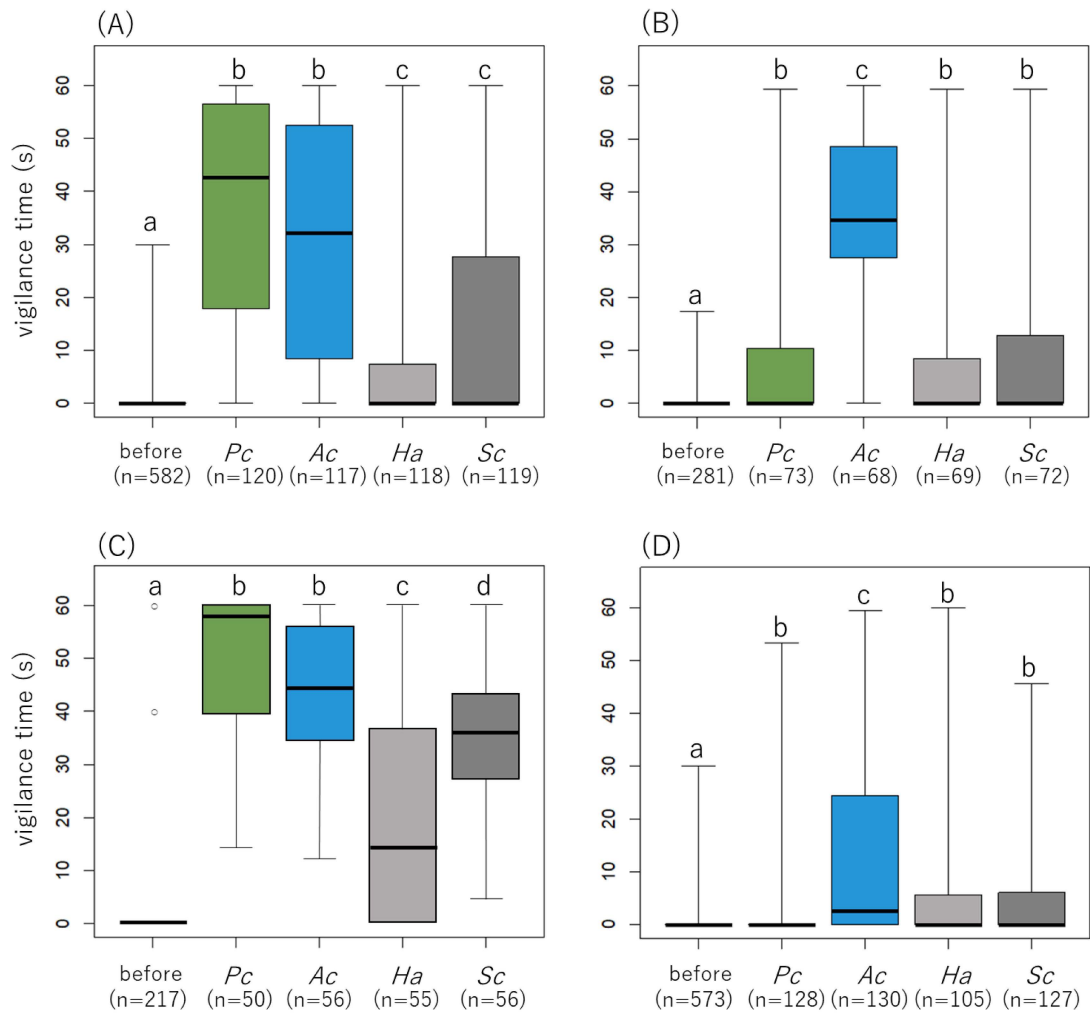 (A)
vigilance time (s)
60
50
40
30
20
10
0
a
b
b
c
c
before Pc Ac Ha Sc
(n=582) (n=120) (n=117) (n=118) (n=119)
(B)
60
50
40
30
20
10
0
a
b
c
b
b
before Pc Ac Ha Sc
(n=281) (n=73) (n=68) (n=69) (n=72)
(C)
vigilance time (s)
60
50
40
30
20
10
0
a
b
b
c
d
before Pc Ac Ha Sc
(n=217) (n=50) (n=56) (n=55) (n=56)
(D)
60
50
40
30
20
10
0
a
b
c
b
b
before Pc Ac Ha Sc
(n=573) (n=128) (n=130) (n=105) (n=127)